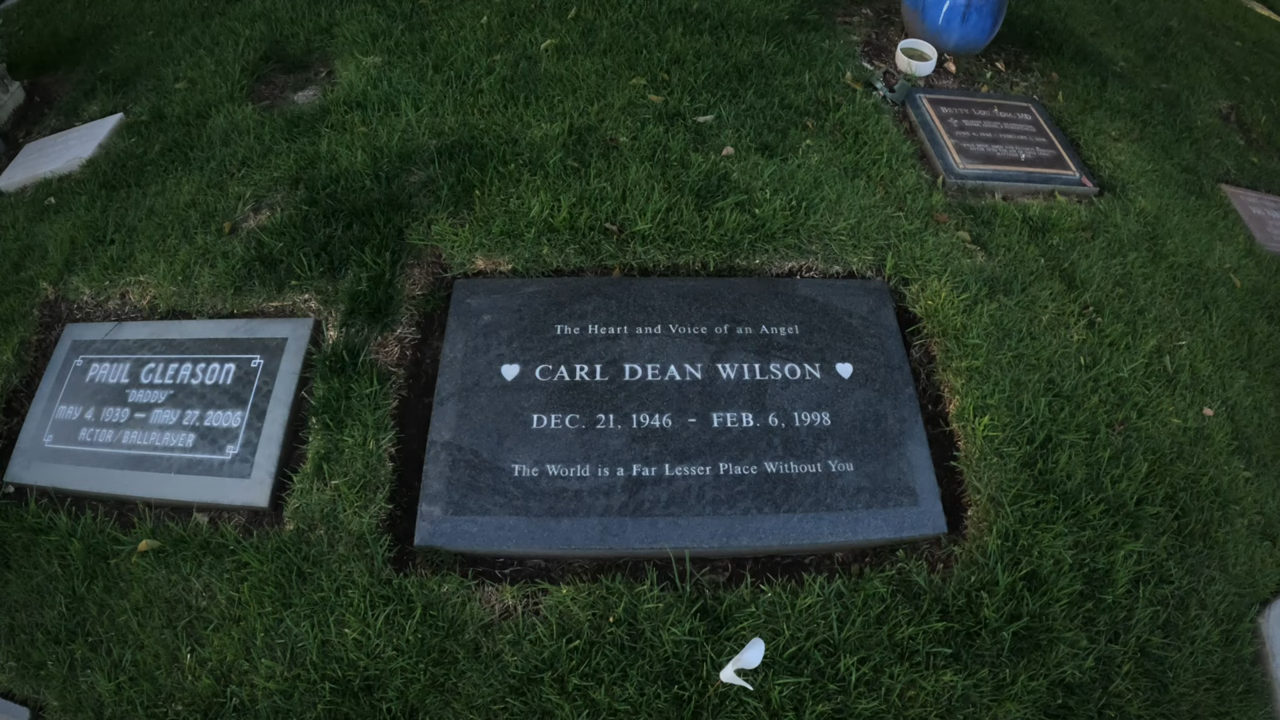 The Heart and Voice of an Angel
CARL DEAN WILSON
DEC. 21, 1946 - FEB. 6, 1998
The World is a Far Lesser Place Without You
PAUL GLEASON
"DADDY"
MAY 4, 1939 — MAY 27, 2006
ACTOR/BALLPLAYER
BETTY